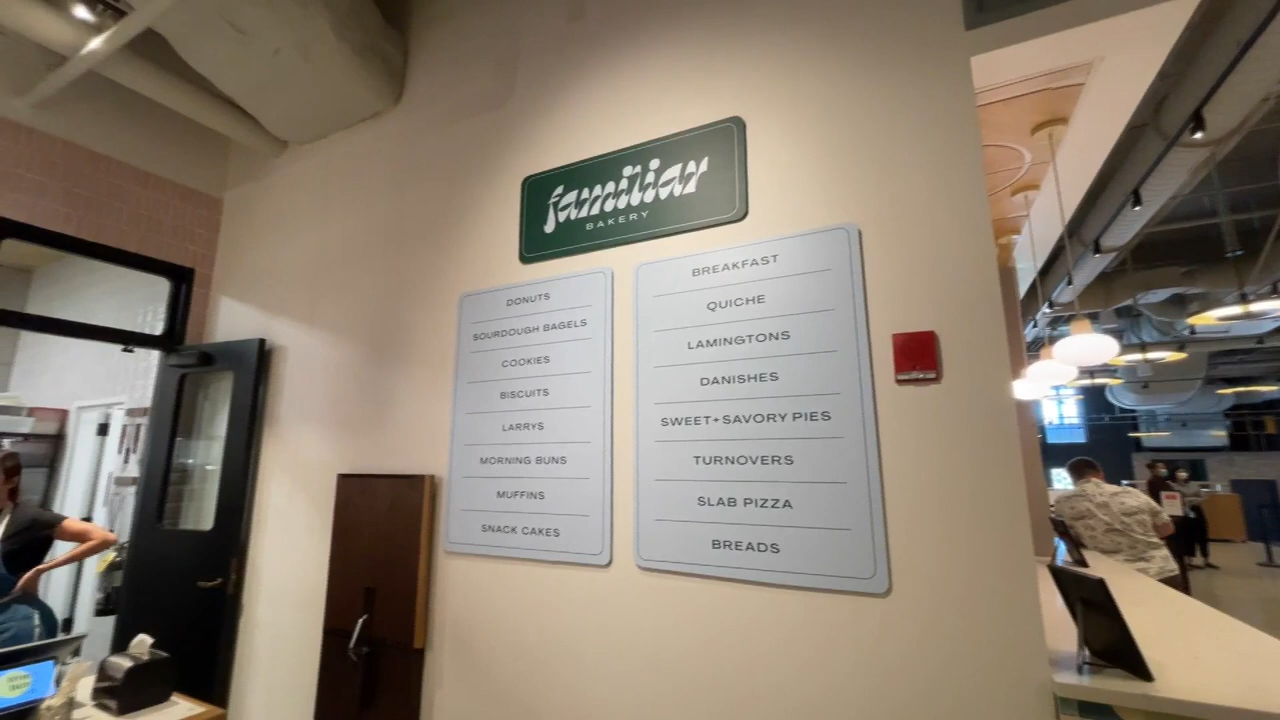 familiar
BAKERY
DONUTS
SOURDOUGH BAGELS
COOKIES
BISCUITS
LARRYS
MORNING BUNS
MUFFINS
SNACK CAKES
BREAKFAST
QUICHE
LAMINGTONS
DANISHES
SWEET+SAVORY PIES
TURNOVERS
SLAB PIZZA
BREADS